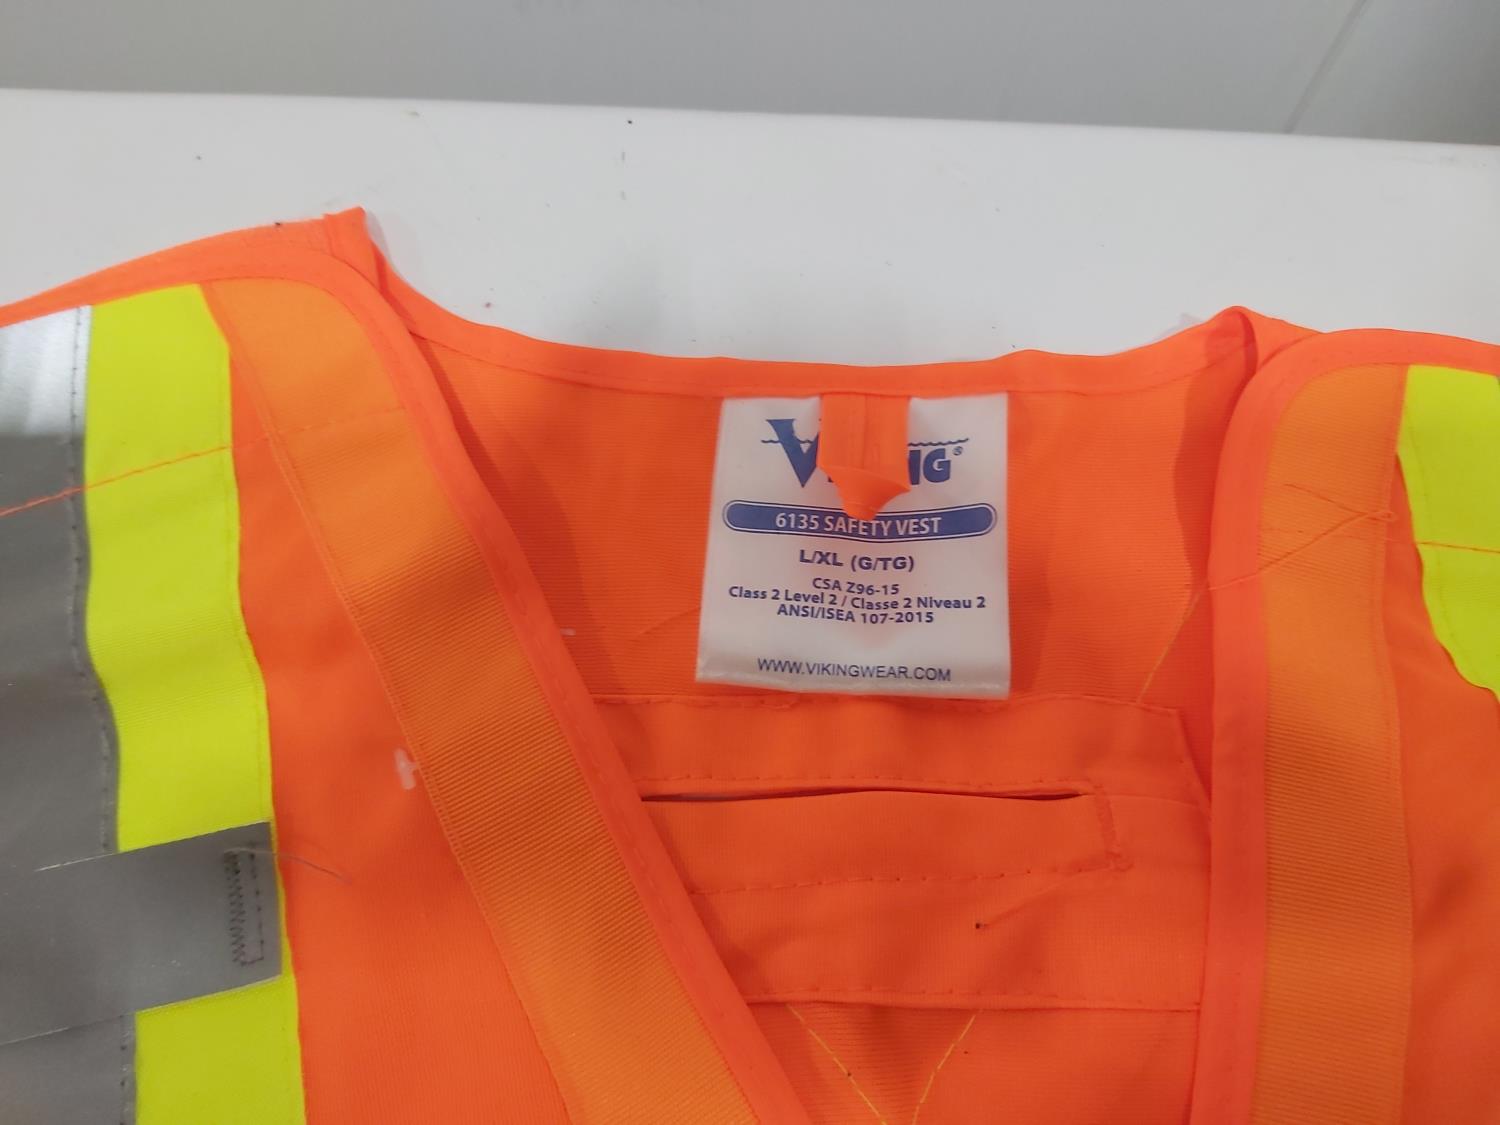 VIKING®
6135 SAFETY VEST
L/XL (G/TG)
CSA Z96-15
Class 2 Level 2 / Classe 2 Niveau 2
ANSI/ISEA 107-2015
WWW.VIKINGWEAR.COM